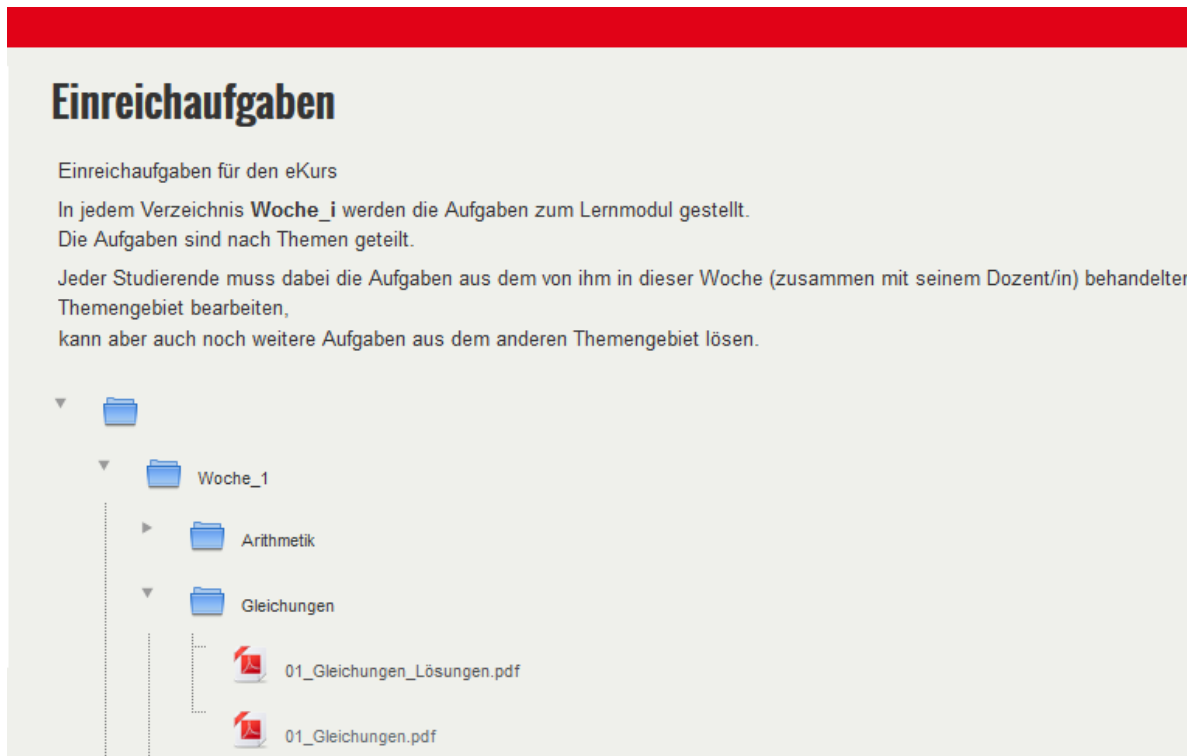 Einreichaufgaben
Einreichaufgaben für den eKurs
In jedem Verzeichnis Woche_i werden die Aufgaben zum Lernmodul gestellt.
Die Aufgaben sind nach Themen geteilt.
Jeder Studierende muss dabei die Aufgaben aus dem von ihm in dieser Woche (zusammen mit seinem Dozent/in) behandelter
Themengebiet bearbeiten,
kann aber auch noch weitere Aufgaben aus dem anderen Themengebiet lösen.
Woche_1
Arithmetik
Gleichungen
01_Gleichungen_Lösungen.pdf
01_Gleichungen.pdf